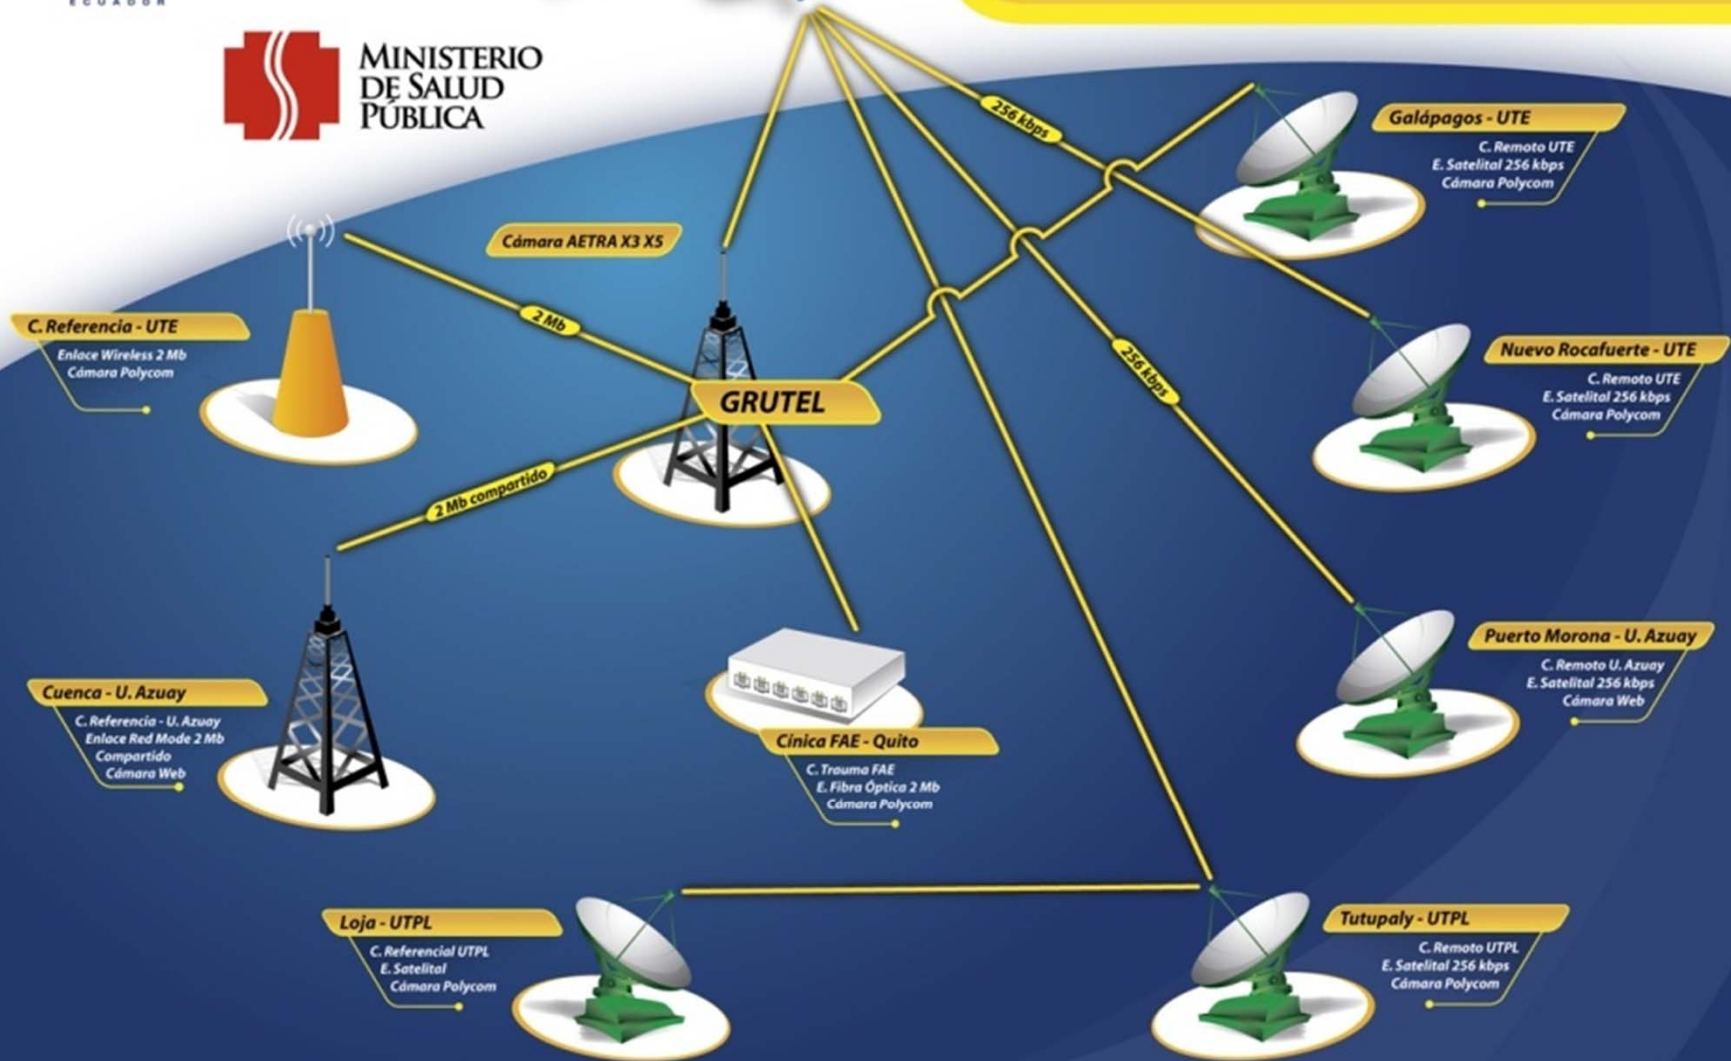 ECUADOR
MINISTERIO
DE SALUD
PÚBLICA
256 kbps
Galápagos - UTE
C. Remoto UTE
E. Satelital 256 kbps
Cámara Polycom
Cámara AETRA X3 X5
2 Mb
C. Referencia - UTE
Enlace Wireless 2 Mb
Cámara Polycom
GRUTEL
256 kbps
Nuevo Rocafuerte - UTE
C. Remoto UTE
E. Satelital 256 kbps
Cámara Polycom
2 Mb compartido
Cuenca - U. Azuay
C. Referencia - U. Azuay
Enlace Red Mode 2 Mb
Compartido
Cámara Web
Cínica FAE - Quito
C. Trauma FAE
E. Fibra Óptica 2 Mb
Cámara Polycom
Puerto Morona - U. Azuay
C. Remoto U. Azuay
E. Satelital 256 kbps
Cámara Web
Loja - UTPL
C. Referencial UTPL
E. Satelital
Cámara Polycom
Tutupaly - UTPL
C. Remoto UTPL
E. Satelital 256 kbps
Cámara Polycom